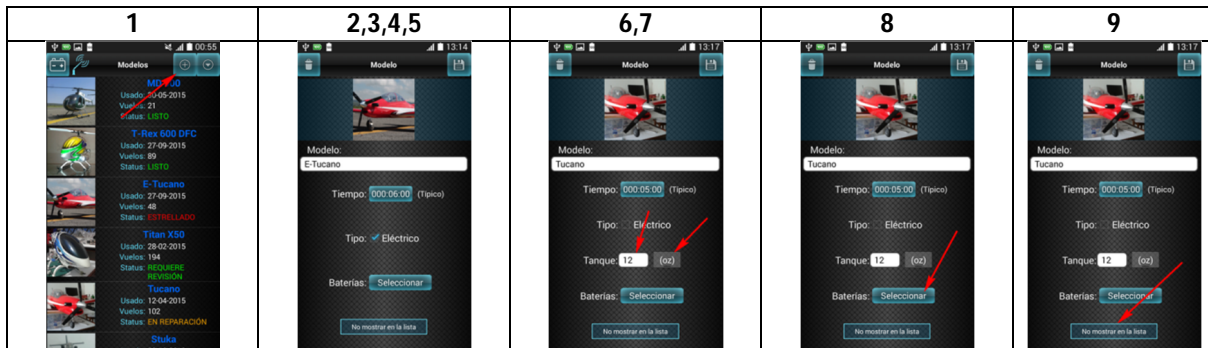 1
2,3,4,5
6,7
8
9
00:55
Modelos
Usado: 30-05-2015
Vuelos: 21
Status: LISTO
T-Rex 600 DFC
Usado: 27-09-2015
Vuelos: 89
Status: LISTO
E-Tucano
Usado: 27-09-2015
Vuelos: 48
Status: ESTRELLADO
Titan X50
Usado: 28-02-2015
Vuelos: 194
Status: REQUIERE
REVISIÓN
Tucano
Usado: 12-04-2015
Vuelos: 102
Status: EN REPARACIÓN
Stuka
13:14
Modelo
Modelo:
E-Tucano
Tiempo: 000:06:00 (Típico)
Tipo: Eléctrico
Baterías: Seleccionar
No mostrar en la lista
13:17
Modelo
Modelo:
Tucano
Tiempo: 000:05:00 (Típico)
Tipo: Eléctrico
Tanque: 12 (oz)
Baterías: Seleccionar
No mostrar en la lista
13:17
Modelo
Modelo:
Tucano
Tiempo: 000:05:00 (Típico)
Tipo: Eléctrico
Tanque: 12 (oz)
Baterías: Seleccionar
No mostrar en la lista
13:17
Modelo
Modelo:
Tucano
Tiempo: 000:05:00 (Típico)
Tipo: Eléctrico
Tanque: 12 (oz)
Baterías: Seleccionar
No mostrar en la lista